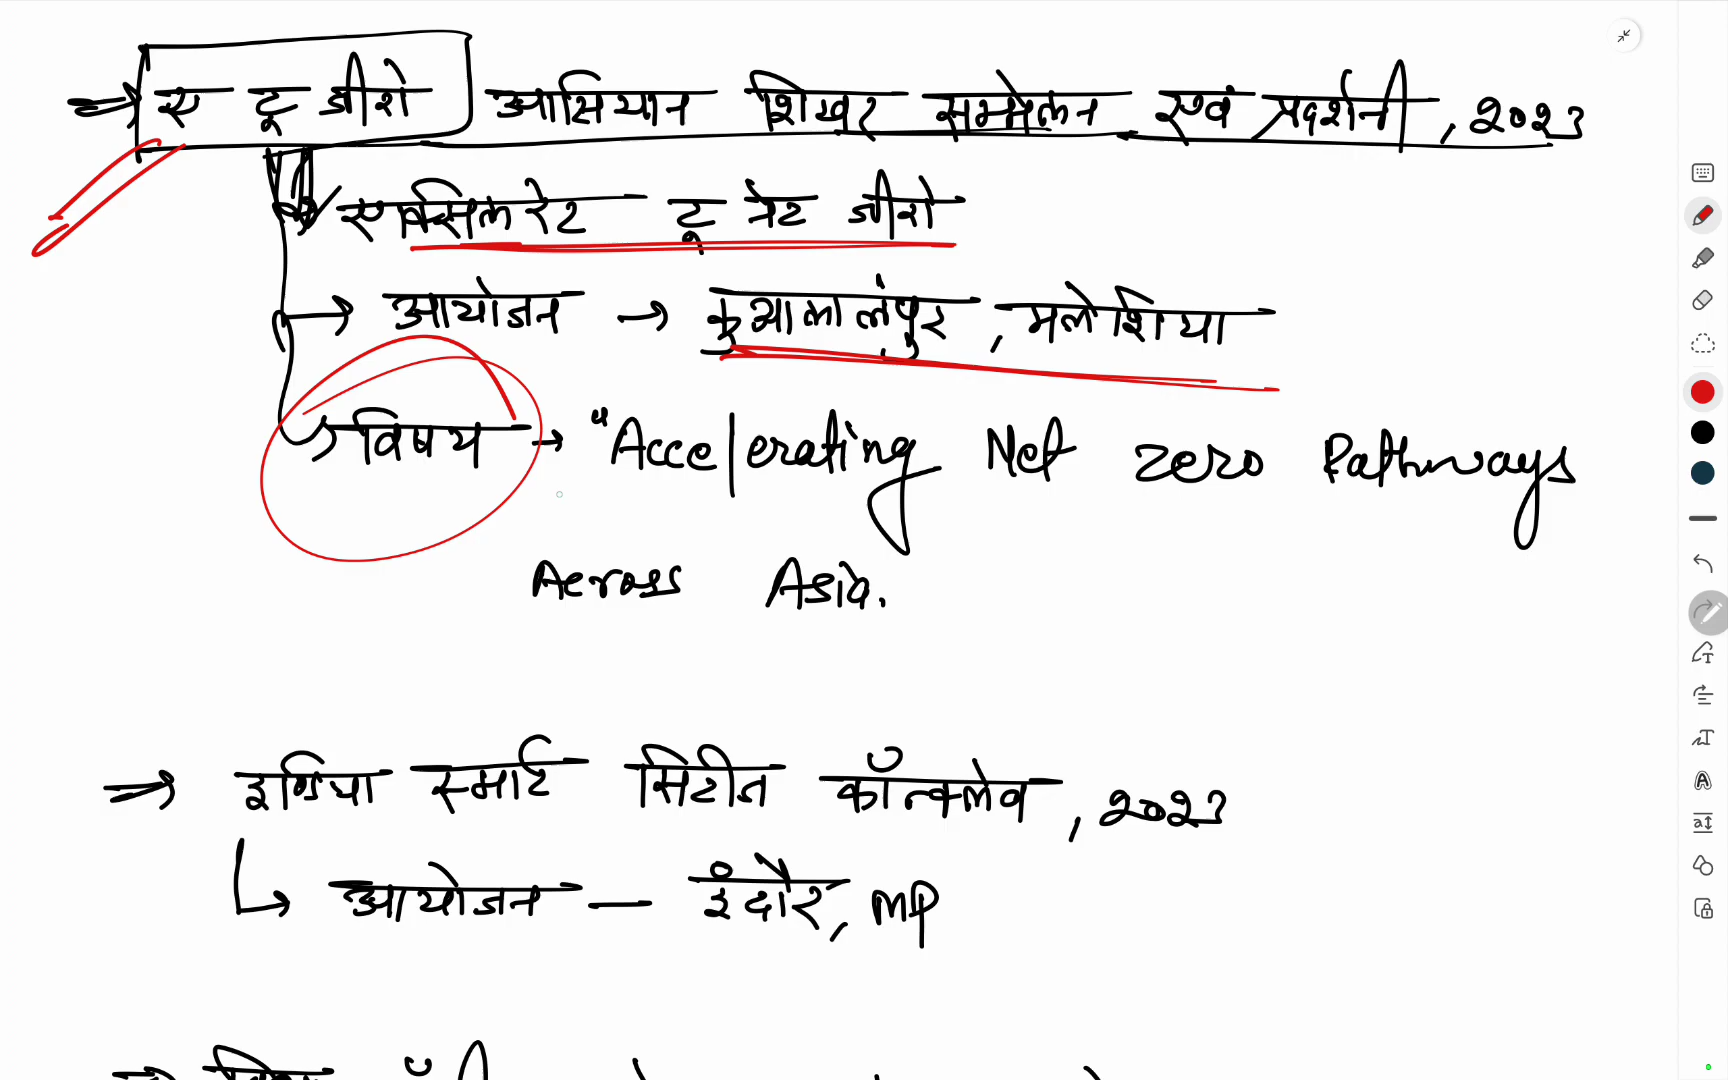 ⇒ ए टू जीरो आसियान शिखर सम्मेलन एवं प्रदर्शनी, 2023
एक्सिलरेट टू नेट जीरो
→ आयोजन → कुआलालंपुर, मलेशिया
→ विषय → "Accelerating Net Zero Pathways
Across Asia.
⇒ इण्डिया स्मार्ट सिटीज कॉन्क्लेव, 2023
↳ आयोजन — इंदौर, MP